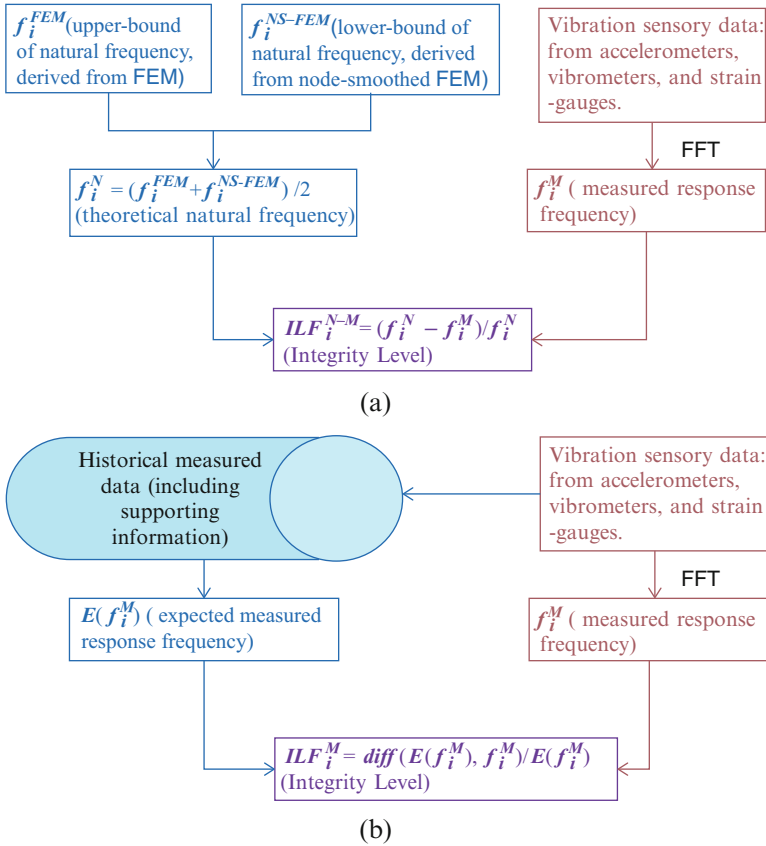 f_i^FEM (upper-bound
of natural frequency,
derived from FEM)
f_i^NS-FEM (lower-bound of
natural frequency, derived
from node-smoothed FEM)
Vibration sensory data:
from accelerometers,
vibrometers, and strain
-gauges.
FFT
f_i^N = (f_i^FEM+f_i^NS-FEM) /2
(theoretical natural frequency)
f_i^M ( measured response
frequency)
ILF_i^N–M= (f_i^N − f_i^M)/f_i^N
(Integrity Level)
(a)
Historical measured
data (including
supporting
information)
Vibration sensory data:
from accelerometers,
vibrometers, and strain
-gauges.
FFT
E(f_i^M) ( expected measured
response frequency)
f_i^M ( measured response
frequency)
ILF_i^M= diff(E(f_i^M), f_i^M)/E(f_i^M)
(Integrity Level)
(b)